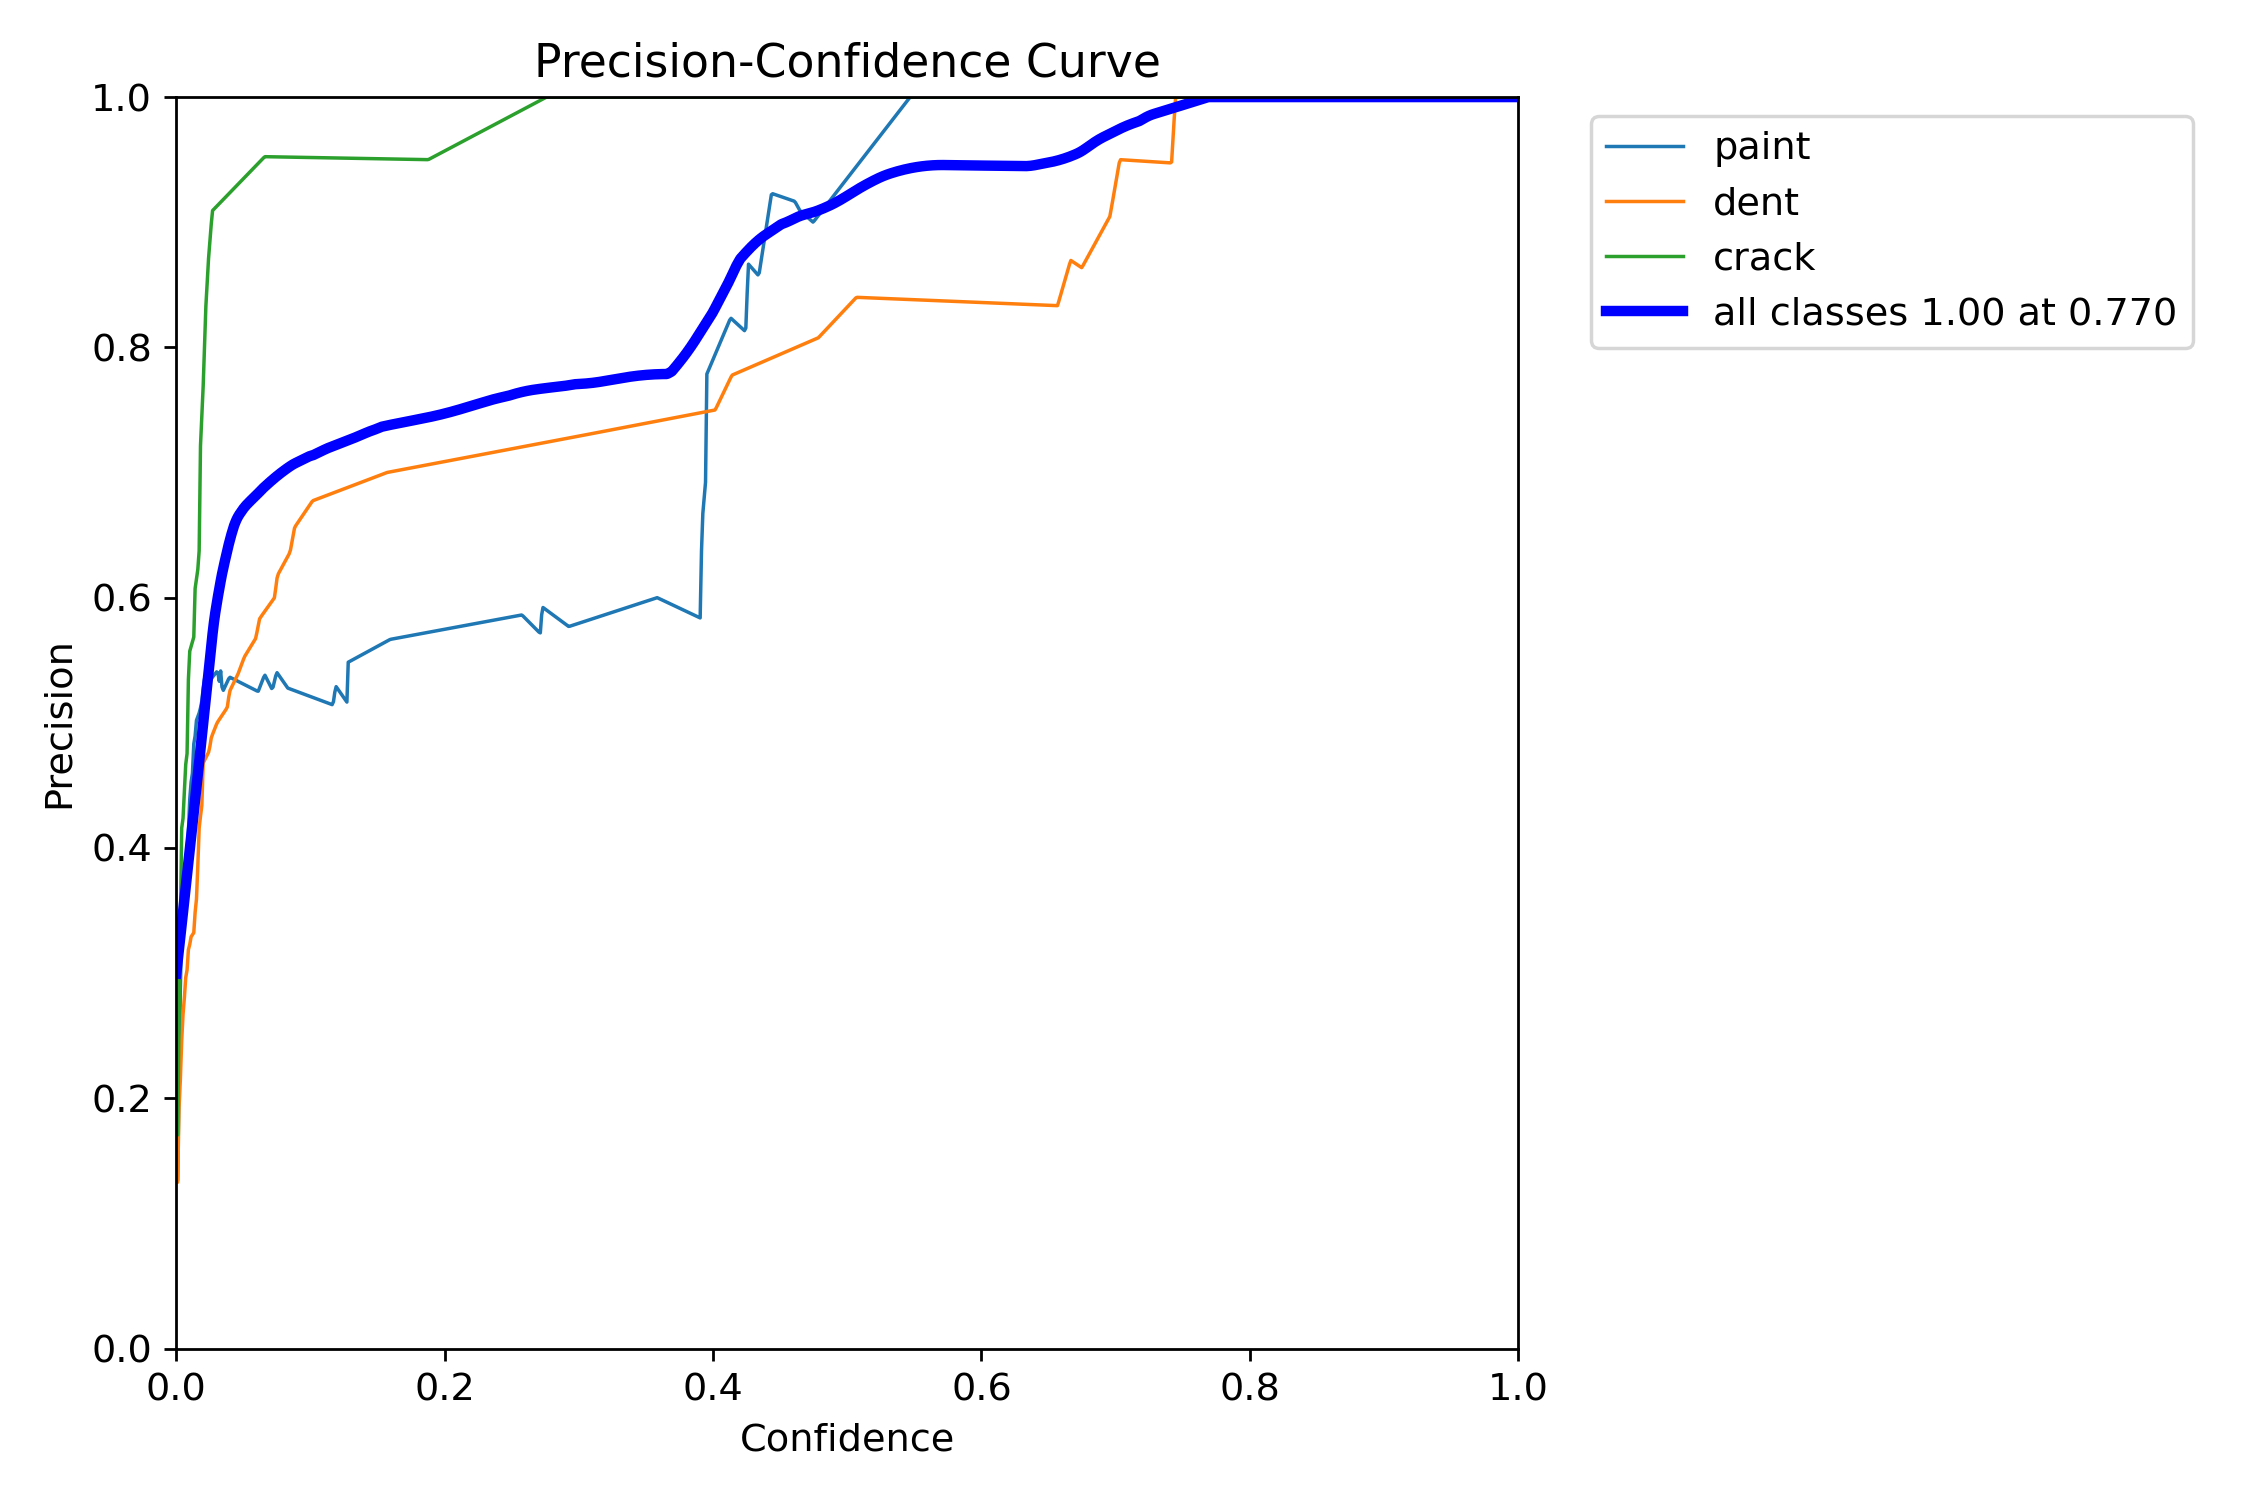 Precision-Confidence Curve
1.0
0.8
0.6
0.4
0.2
0.0
Precision
0.0 0.2 0.4 0.6 0.8 1.0
Confidence
paint
dent
crack
all classes 1.00 at 0.770